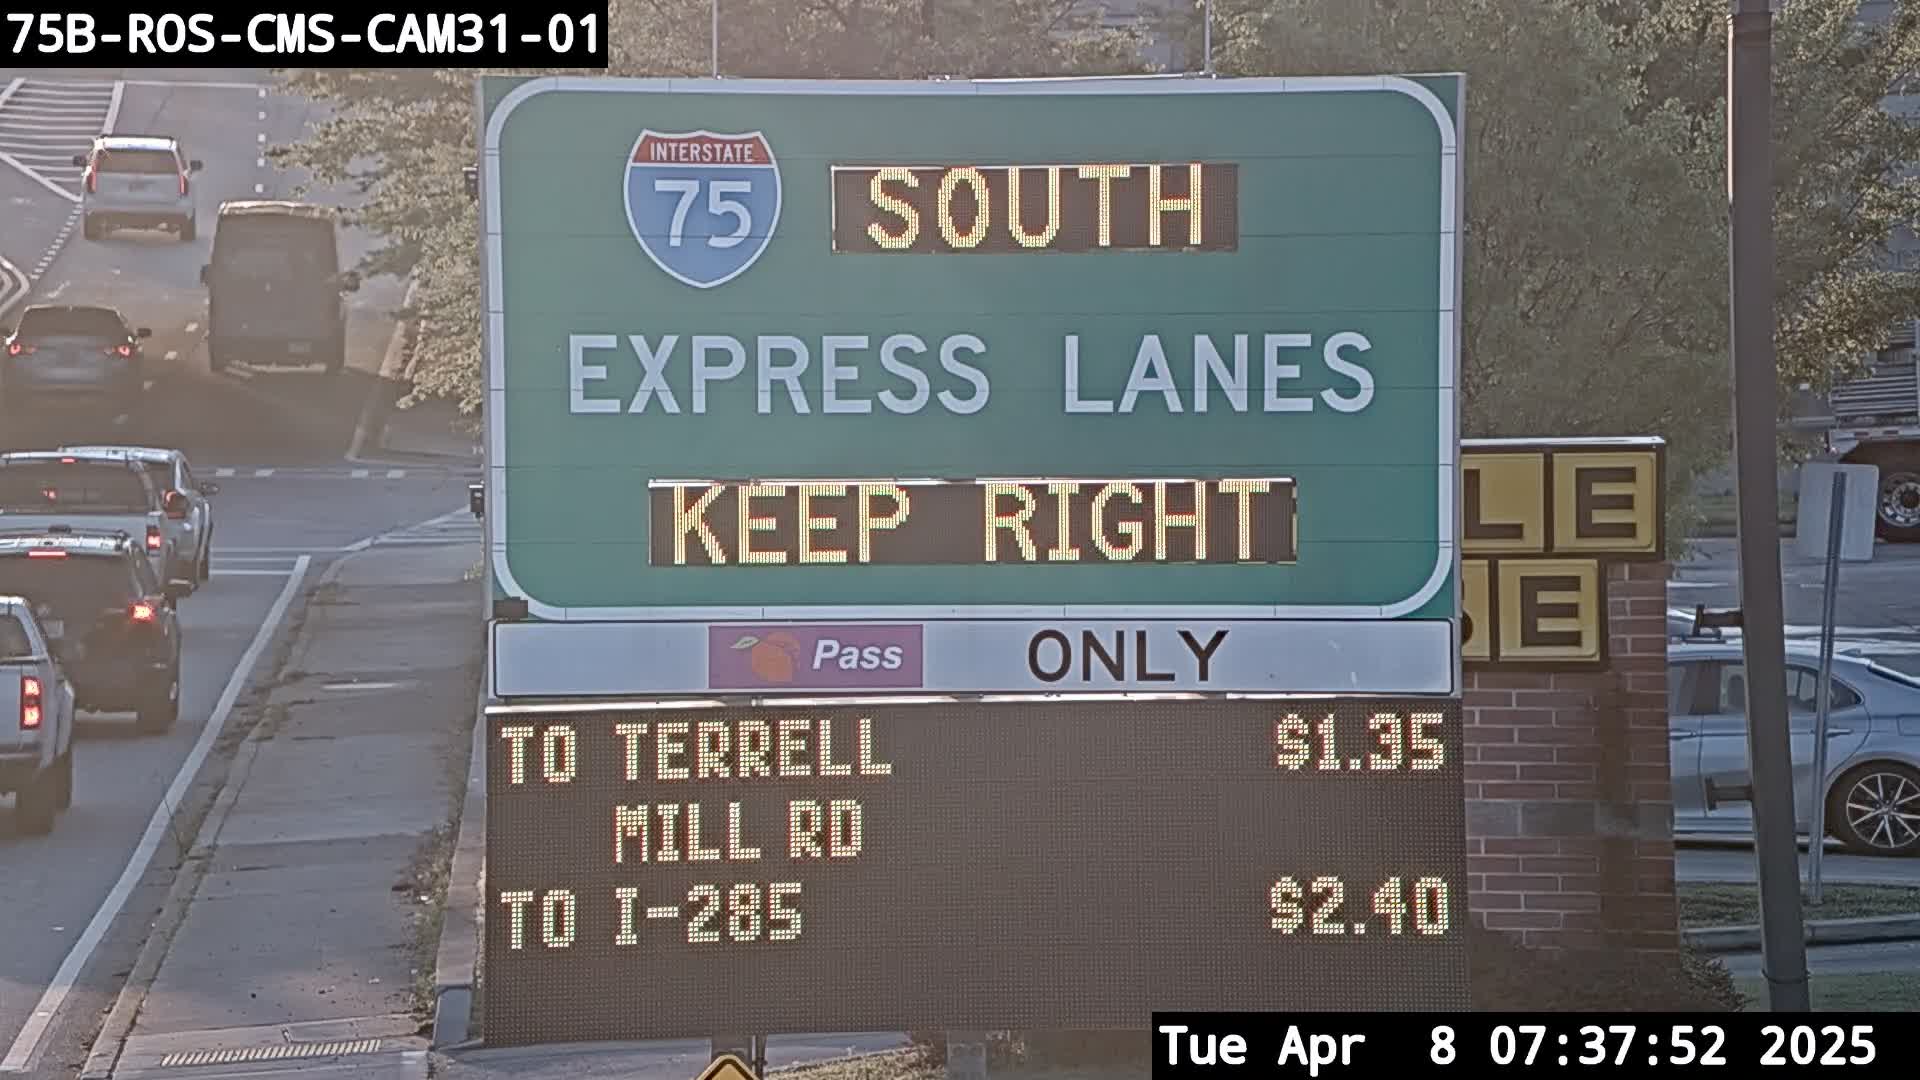 75B-ROS-CMS-CAM31-01
INTERSTATE
75
SOUTH
EXPRESS LANES
KEEP RIGHT
Pass ONLY
TO TERRELL $1.35
MILL RD
TO I-285 $2.40
LE
E
Tue Apr 8 07:37:52 2025